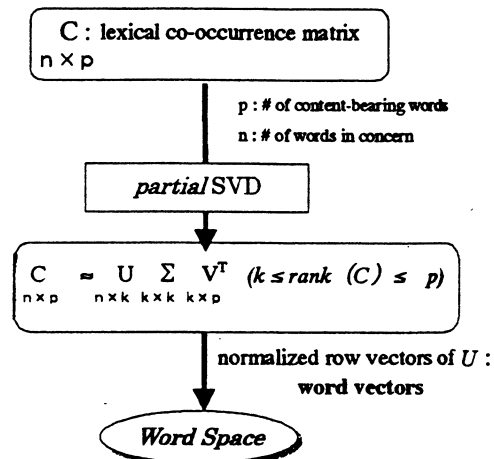 C : lexical co-occurrence matrix
n × p
p : # of content-bearing words
n : # of words in concern
partial SVD
C ≈ U Σ V^T (k ≤ rank (C) ≤ p)
n × p n × k k × k k × p
normalized row vectors of U :
word vectors
Word Space